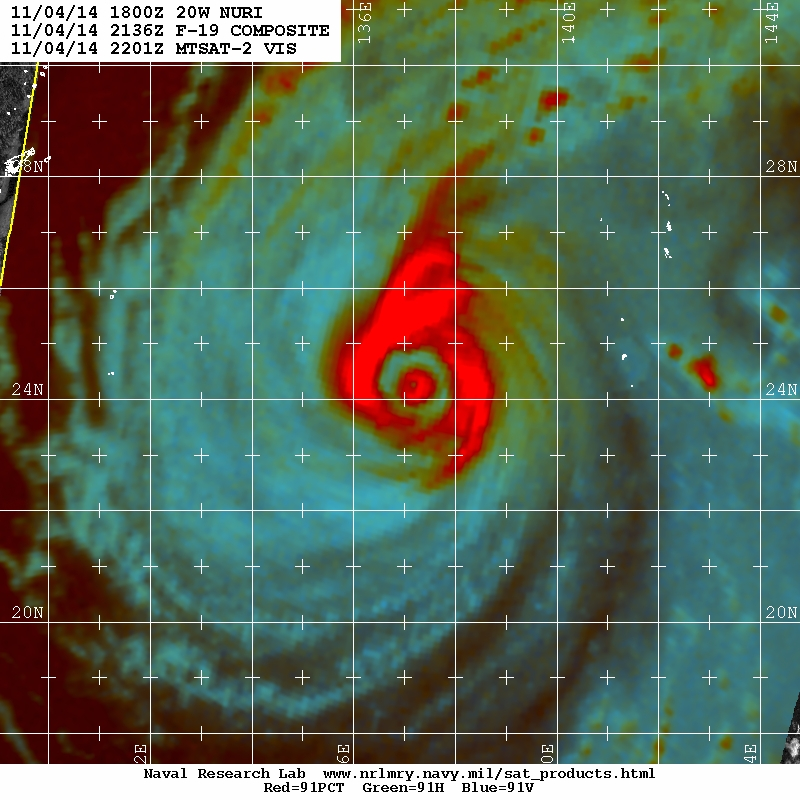 11/04/14 1800Z 20W NURI
11/04/14 2136Z F-19 COMPOSITE
11/04/14 2201Z MTSAT-2 VIS
136E
140E
144E
28N
28N
24N
24N
20N
20N
2E
6E
0E
4E
Naval Research Lab www.nrlmry.navy.mil/sat_products.html
Red=91PCT Green=91H Blue=91V